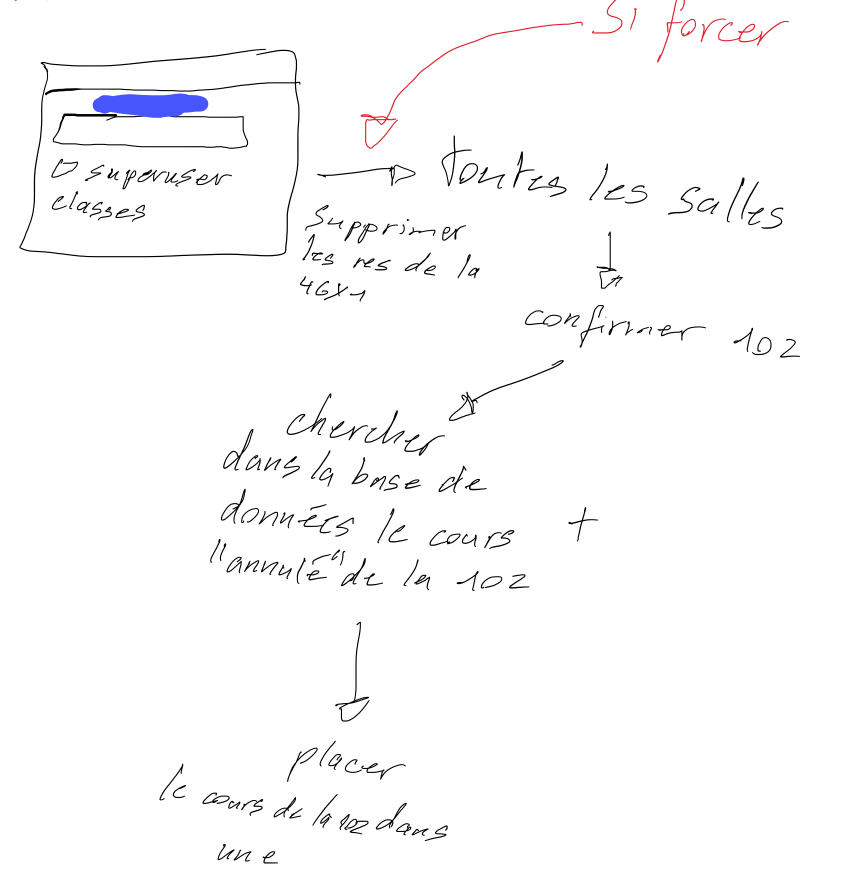 Si forcer
superuser
classes
toutes les salles
Supprimer
les res de la
46x1
confirmer 102
chercher
dans la base de
données le cours +
"annulé" de la 102
placer
le cours de la 102 dans
une